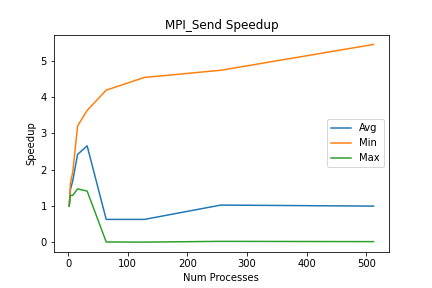 MPI_Send Speedup
Speedup
5
4
3
2
1
0
Avg
Min
Max
0 100 200 300 400 500
Num Processes